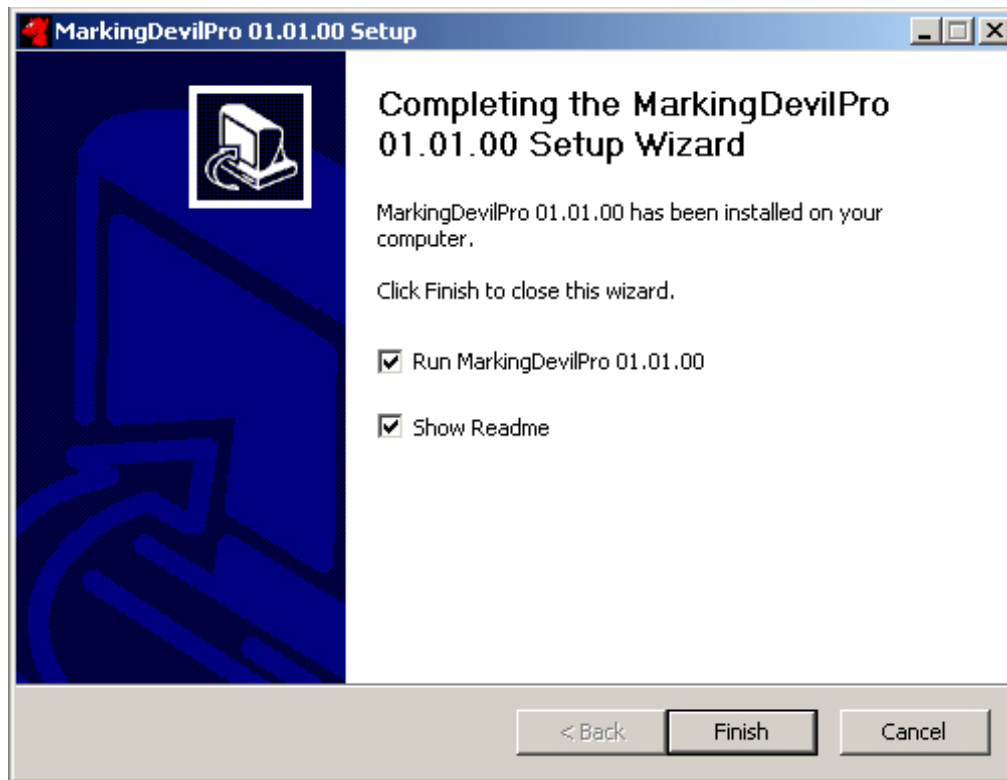 MarkingDevilPro 01.01.00 Setup
Completing the MarkingDevilPro
01.01.00 Setup Wizard
MarkingDevilPro 01.01.00 has been installed on your
computer.
Click Finish to close this wizard.
Run MarkingDevilPro 01.01.00
Show Readme
< Back
Finish
Cancel